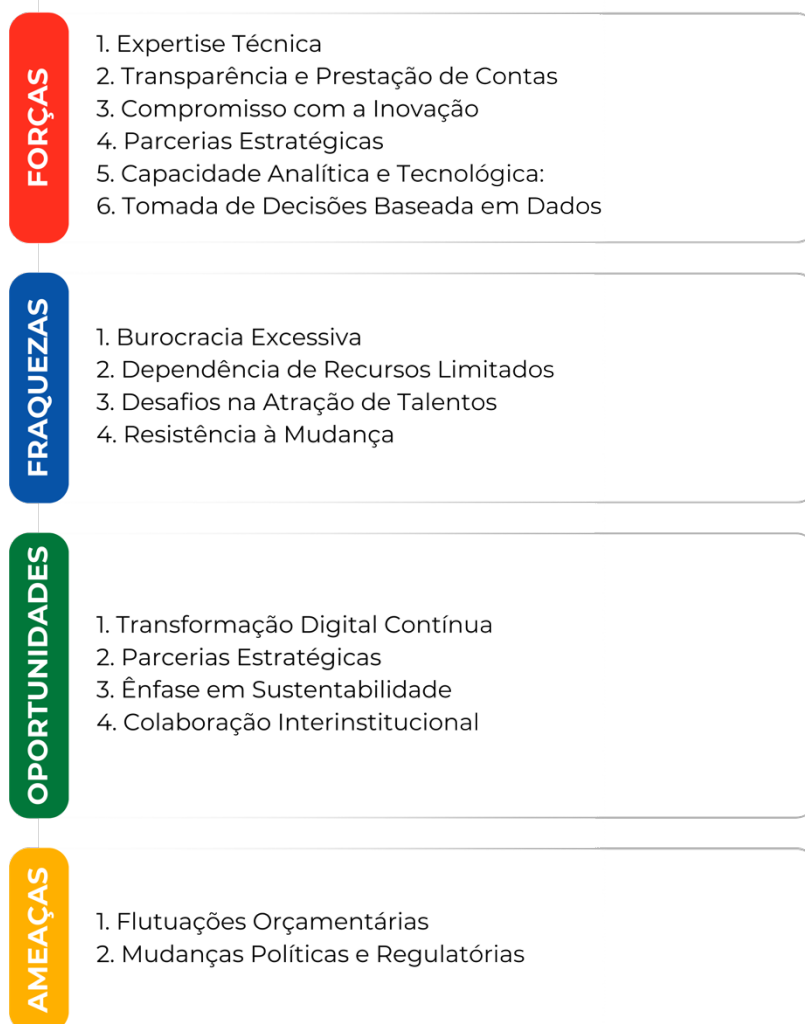 FORÇAS
1. Expertise Técnica
2. Transparência e Prestação de Contas
3. Compromisso com a Inovação
4. Parcerias Estratégicas
5. Capacidade Analítica e Tecnológica:
6. Tomada de Decisões Baseada em Dados
FRAQUEZAS
1. Burocracia Excessiva
2. Dependência de Recursos Limitados
3. Desafios na Atração de Talentos
4. Resistência à Mudança
OPORTUNIDADES
1. Transformação Digital Contínua
2. Parcerias Estratégicas
3. Ênfase em Sustentabilidade
4. Colaboração Interinstitucional
AMEAÇAS
1. Flutuações Orçamentárias
2. Mudanças Políticas e Regulatórias